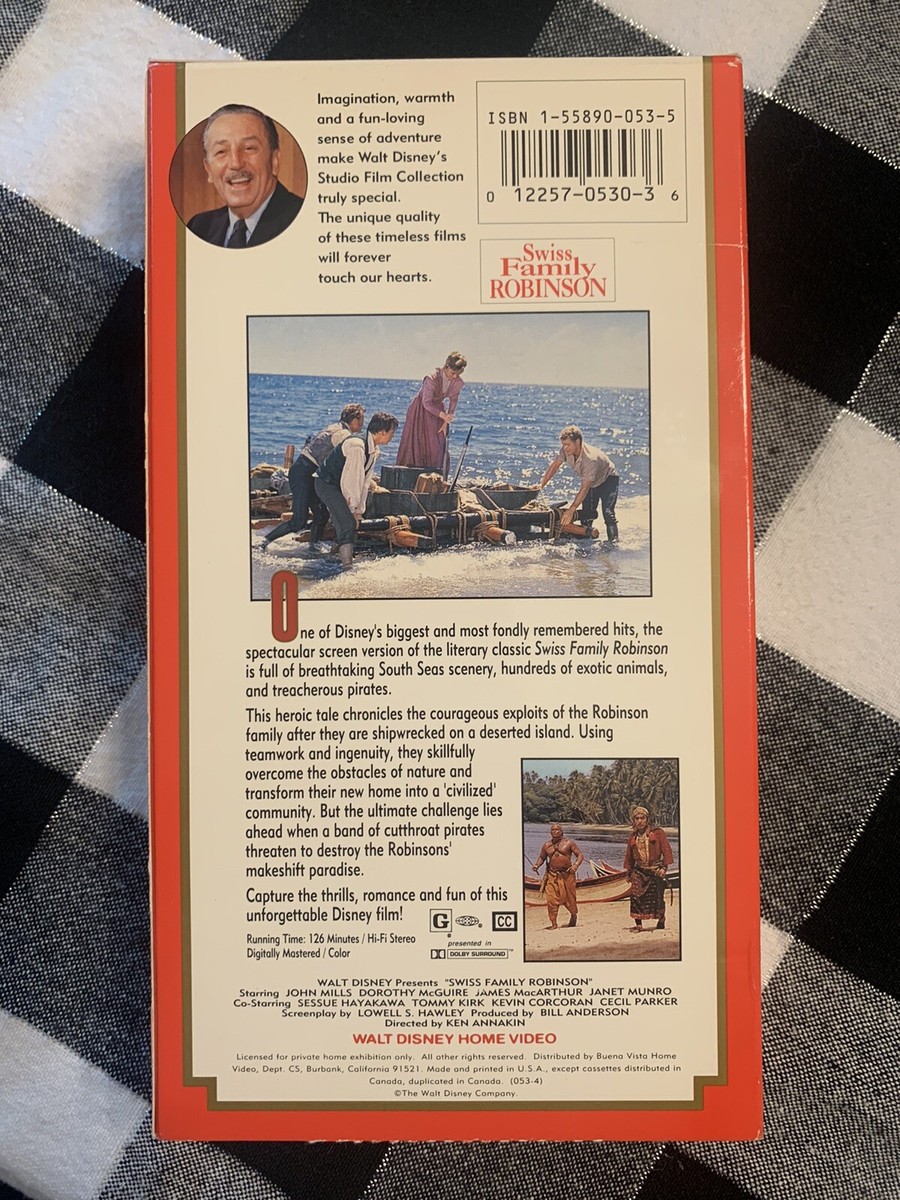 Imagination, warmth
and a fun-loving
sense of adventure
make Walt Disney's
Studio Film Collection
truly special.
The unique quality
of these timeless films
will forever
touch our hearts.
ISBN 1-55890-053-5
0 12257-0530-3 6
Swiss
Family
ROBINSON
One of Disney's biggest and most fondly remembered hits, the
spectacular screen version of the literary classic Swiss Family Robinson
is full of breathtaking South Seas scenery, hundreds of exotic animals,
and treacherous pirates.
This heroic tale chronicles the courageous exploits of the Robinson
family after they are shipwrecked on a deserted island. Using
teamwork and ingenuity, they skillfully
overcome the obstacles of nature and
transform their new home into a 'civilized'
community. But the ultimate challenge lies
ahead when a band of cutthroat pirates
threaten to destroy the Robinsons'
makeshift paradise.
Capture the thrills, romance and fun of this
unforgettable Disney film!
G CC
Running Time: 126 Minutes / Hi-Fi Stereo
Digitally Mastered / Color
presented in
DOLBY SURROUND
WALT DISNEY Presents "SWISS FAMILY ROBINSON"
Starring JOHN MILLS DOROTHY McGUIRE JAMES MacARTHUR JANET MUNRO
Co-Starring SESSUE HAYAKAWA TOMMY KIRK KEVIN CORCORAN CECIL PARKER
Screenplay by LOWELL S. HAWLEY Produced by BILL ANDERSON
Directed by KEN ANNAKIN
WALT DISNEY HOME VIDEO
Licensed for private home exhibition only. All other rights reserved. Distributed by Buena Vista Home
Video, Dept. CS, Burbank, California 91521. Made and printed in U.S.A., except cassettes distributed in
Canada, duplicated in Canada. (053-4)
©The Walt Disney Company.